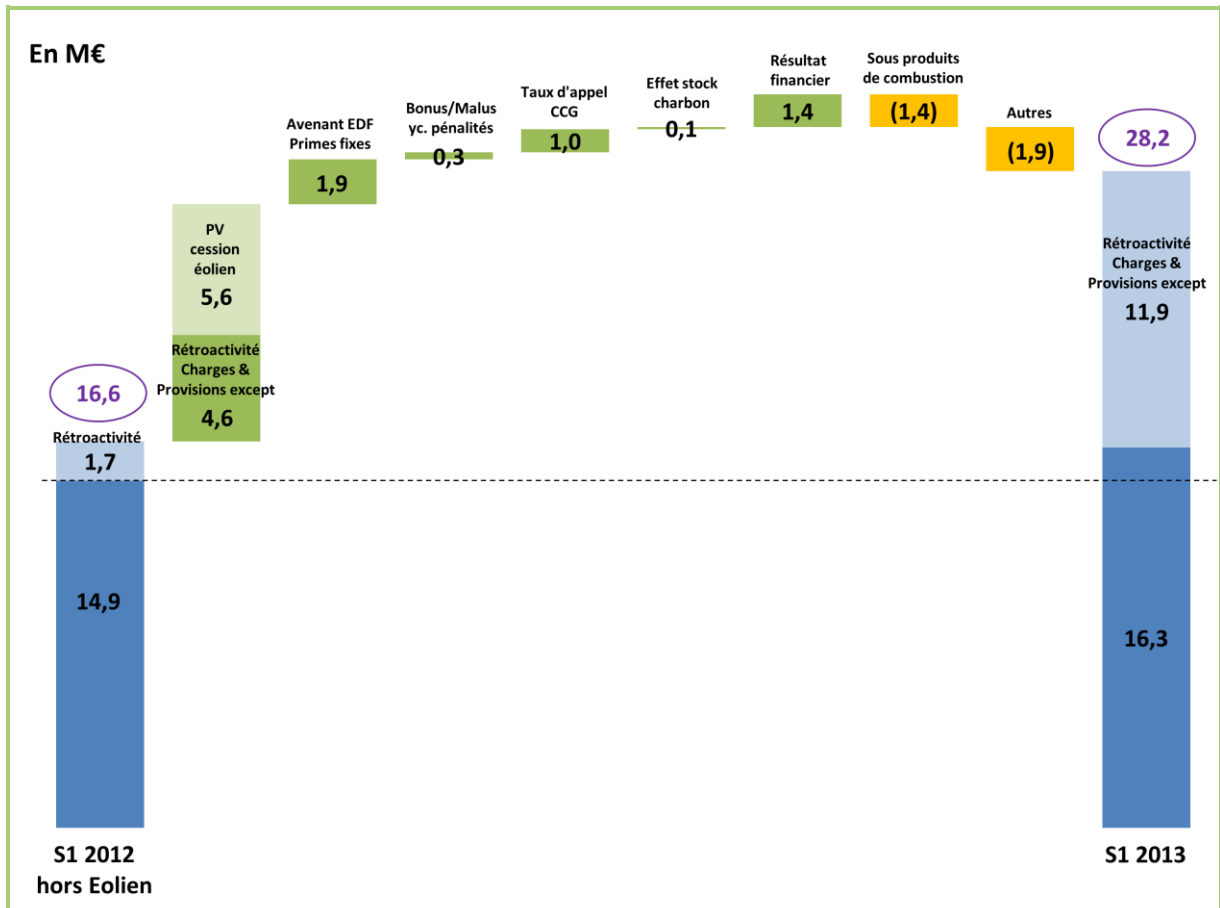 En M€
16,6
Rétroactivité
1,7
14,9
S1 2012
hors Eolien
PV
cession
éolien
5,6
Rétroactivité
Charges &
Provisions except
4,6
Avenant EDF
Primes fixes
1,9
Bonus/Malus
yc. pénalités
0,3
Taux d'appel
CCG
1,0
Effet stock
charbon
0,1
Résultat
financier
1,4
Sous produits
de combustion
(1,4)
Autres
(1,9)
28,2
Rétroactivité
Charges &
Provisions except
11,9
16,3
S1 2013